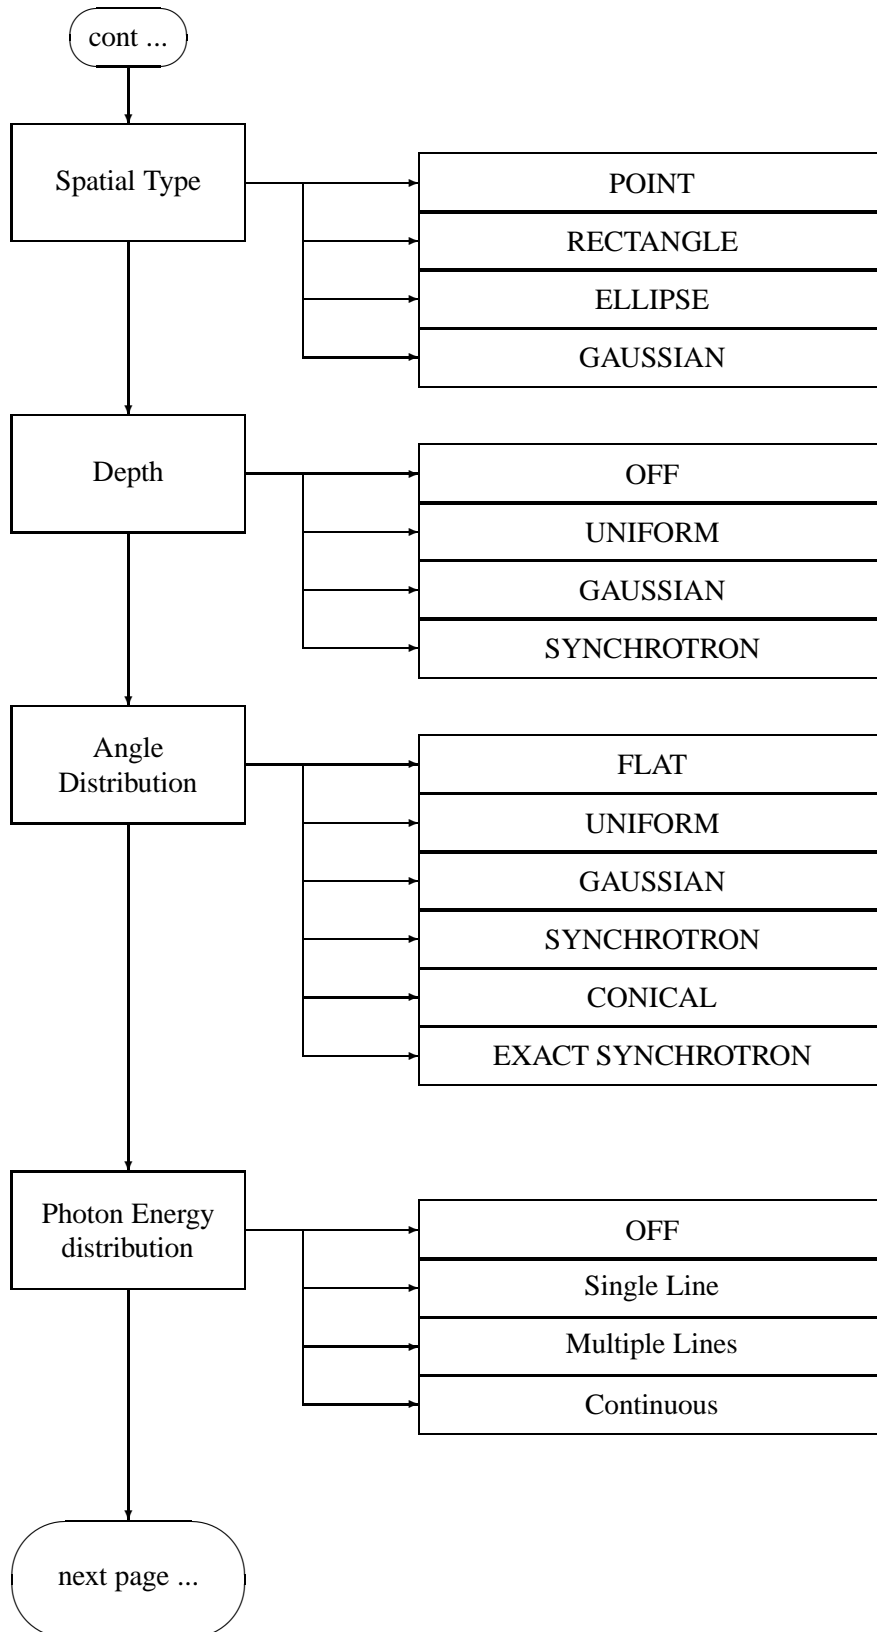 cont ...
Spatial Type
POINT
RECTANGLE
ELLIPSE
GAUSSIAN
Depth
OFF
UNIFORM
GAUSSIAN
SYNCHROTRON
Angle
Distribution
FLAT
UNIFORM
GAUSSIAN
SYNCHROTRON
CONICAL
EXACT SYNCHROTRON
Photon Energy
distribution
OFF
Single Line
Multiple Lines
Continuous
next page ...